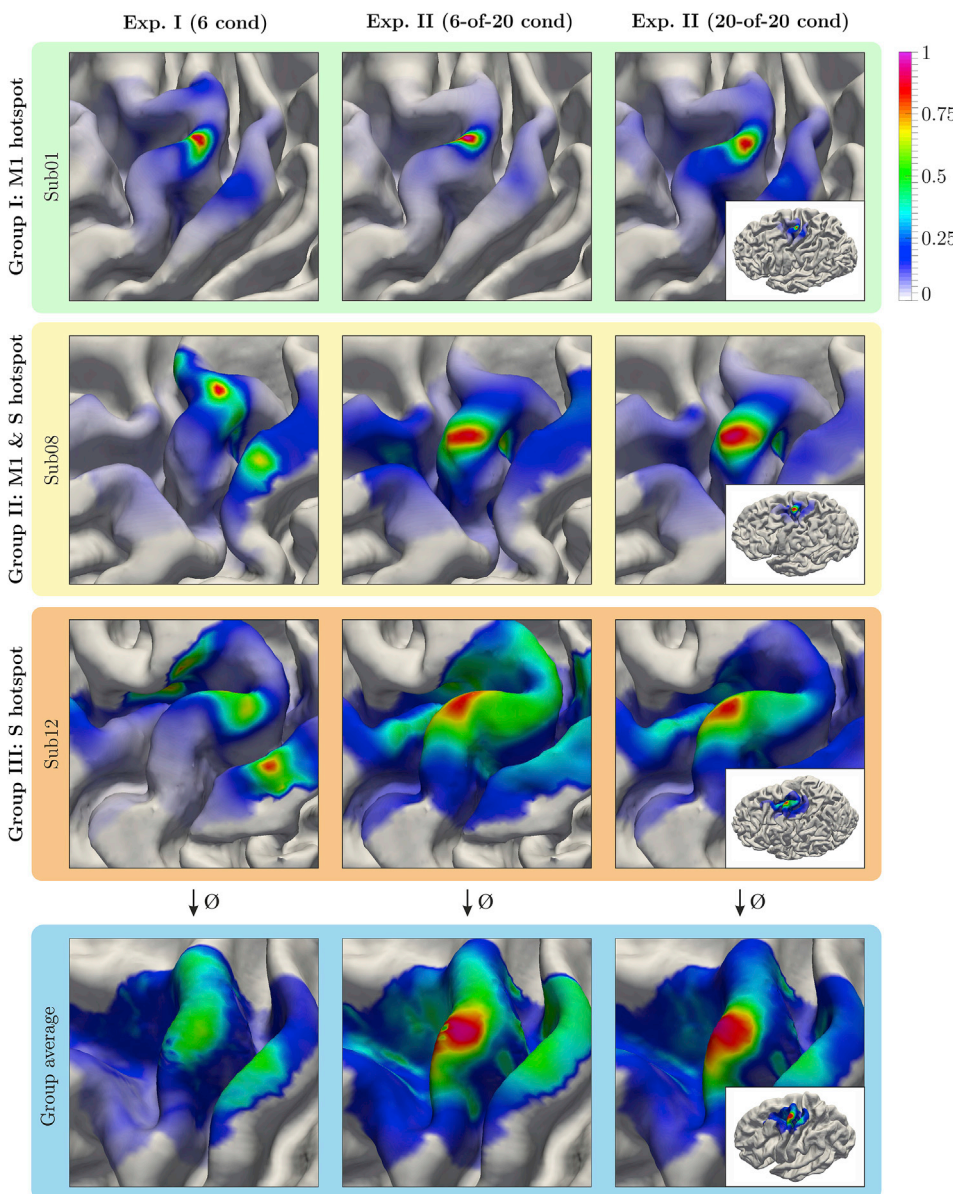 Exp. I (6 cond)
Exp. II (6-of-20 cond)
Exp. II (20-of-20 cond)
Group I: M1 hotspot
Sub01
1
0.75
0.5
0.25
0
Group II: M1 & S hotspot
Sub08
Group III: S hotspot
Sub12
↓ Ø
↓ Ø
↓ Ø
Group average